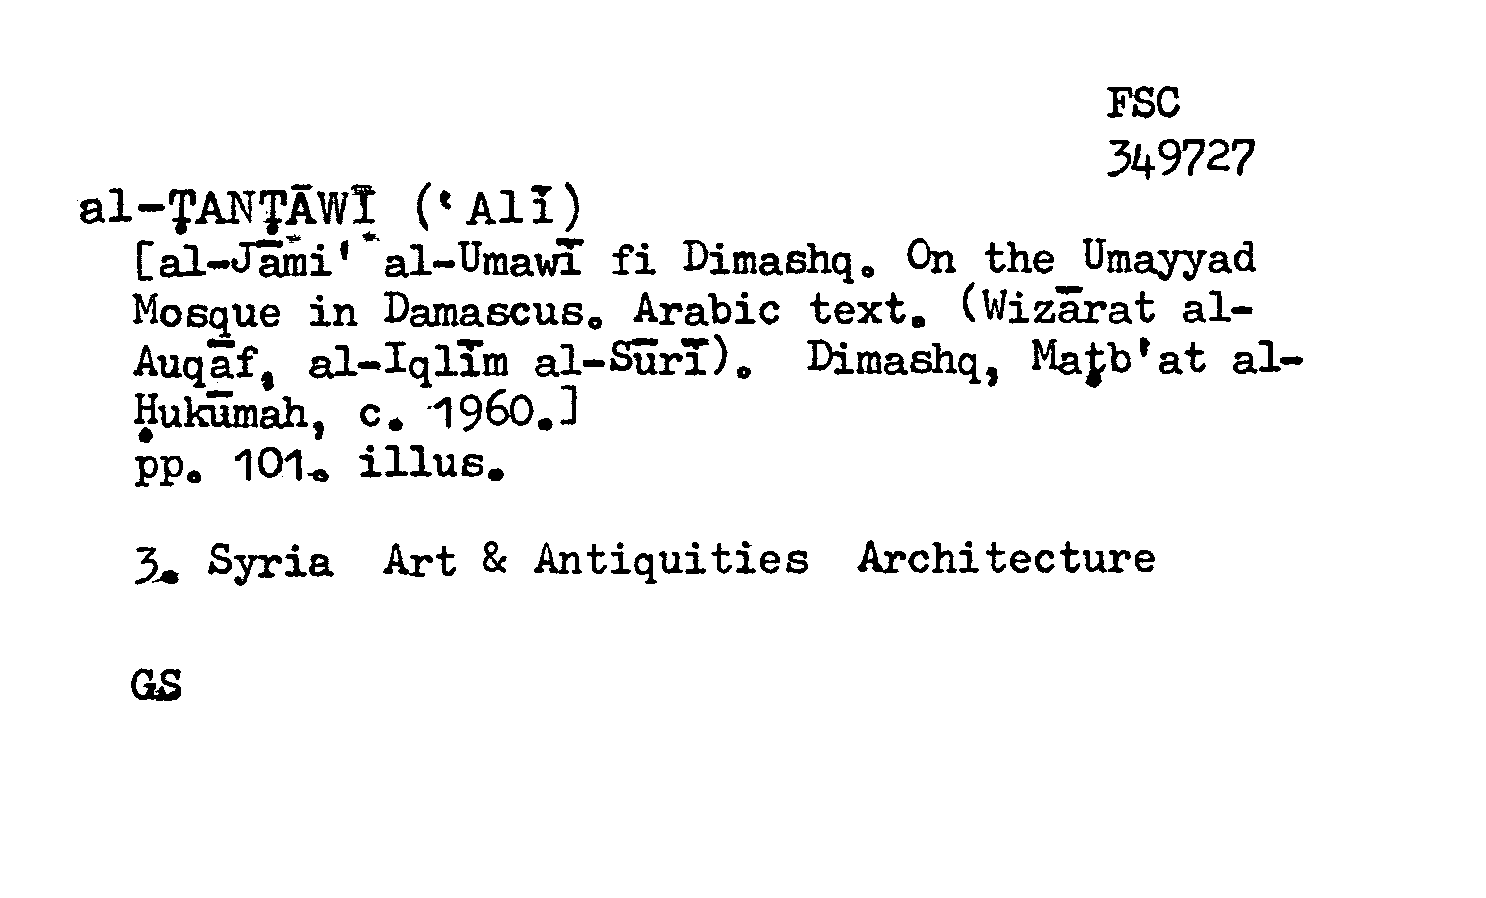 FSC
349727
al-ṬANṬĀWĪ (‘Alī)
[al-Jāmi' al-Umawī fi Dimashq. On the Umayyad
Mosque in Damascus. Arabic text. (Wizārat al-
Auqāf, al-Iqlīm al-Sūrī). Dimashq, Maṭb'at al-
Ḥukūmah, c. 1960.]
pp. 101. illus.
3. Syria Art & Antiquities Architecture
GS